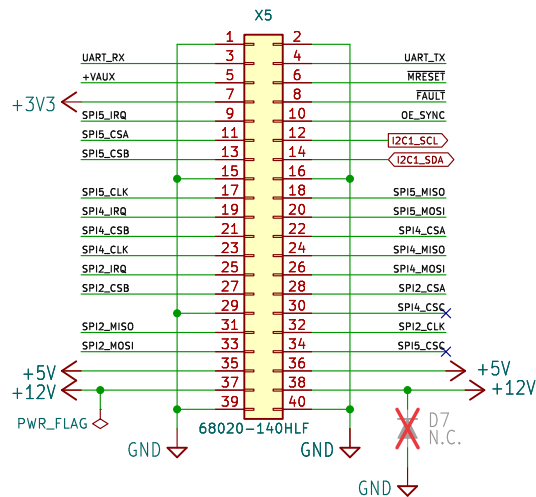 X5
1 2
UART_RX 3 4 UART_TX
+VAUX 5 6 MRESET
+3V3 7 8 FAULT
SPI5_IRQ 9 10 OE_SYNC
SPI5_CSA 11 12 I2C1_SCL
SPI5_CSB 13 14 I2C1_SDA
15 16
SPI5_CLK 17 18 SPI5_MISO
SPI4_IRQ 19 20 SPI5_MOSI
SPI4_CSB 21 22 SPI4_CSA
SPI4_CLK 23 24 SPI4_MISO
SPI2_IRQ 25 26 SPI4_MOSI
SPI2_CSB 27 28 SPI2_CSA
29 30 SPI4_CSC
SPI2_MISO 31 32 SPI2_CLK
SPI2_MOSI 33 34 SPI5_CSC
+5V 35 36 +5V
+12V 37 38 +12V
39 40
PWR_FLAG 68020-140HLF D7
N.C.
GND GND
GND